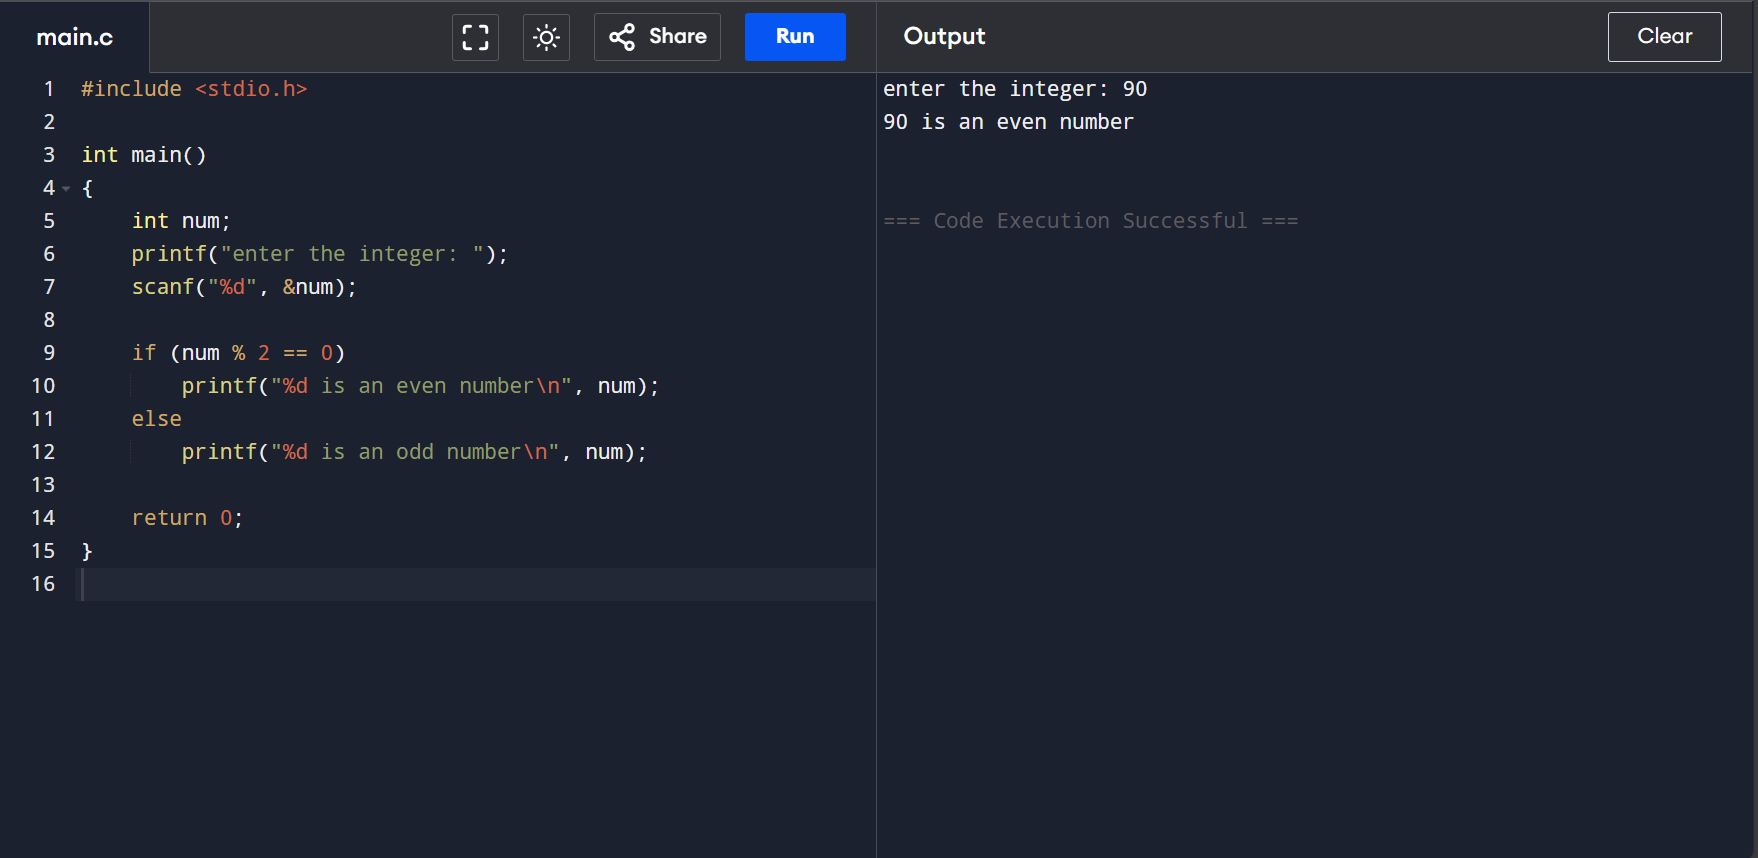 main.c
Share
Run
1 #include <stdio.h>
2
3 int main()
4 {
5     int num;
6     printf("enter the integer: ");
7     scanf("%d", &num);
8
9     if (num % 2 == 0)
10         printf("%d is an even number\n", num);
11     else
12         printf("%d is an odd number\n", num);
13
14     return 0;
15 }
16
Output
Clear
enter the integer: 90
90 is an even number
=== Code Execution Successful ===